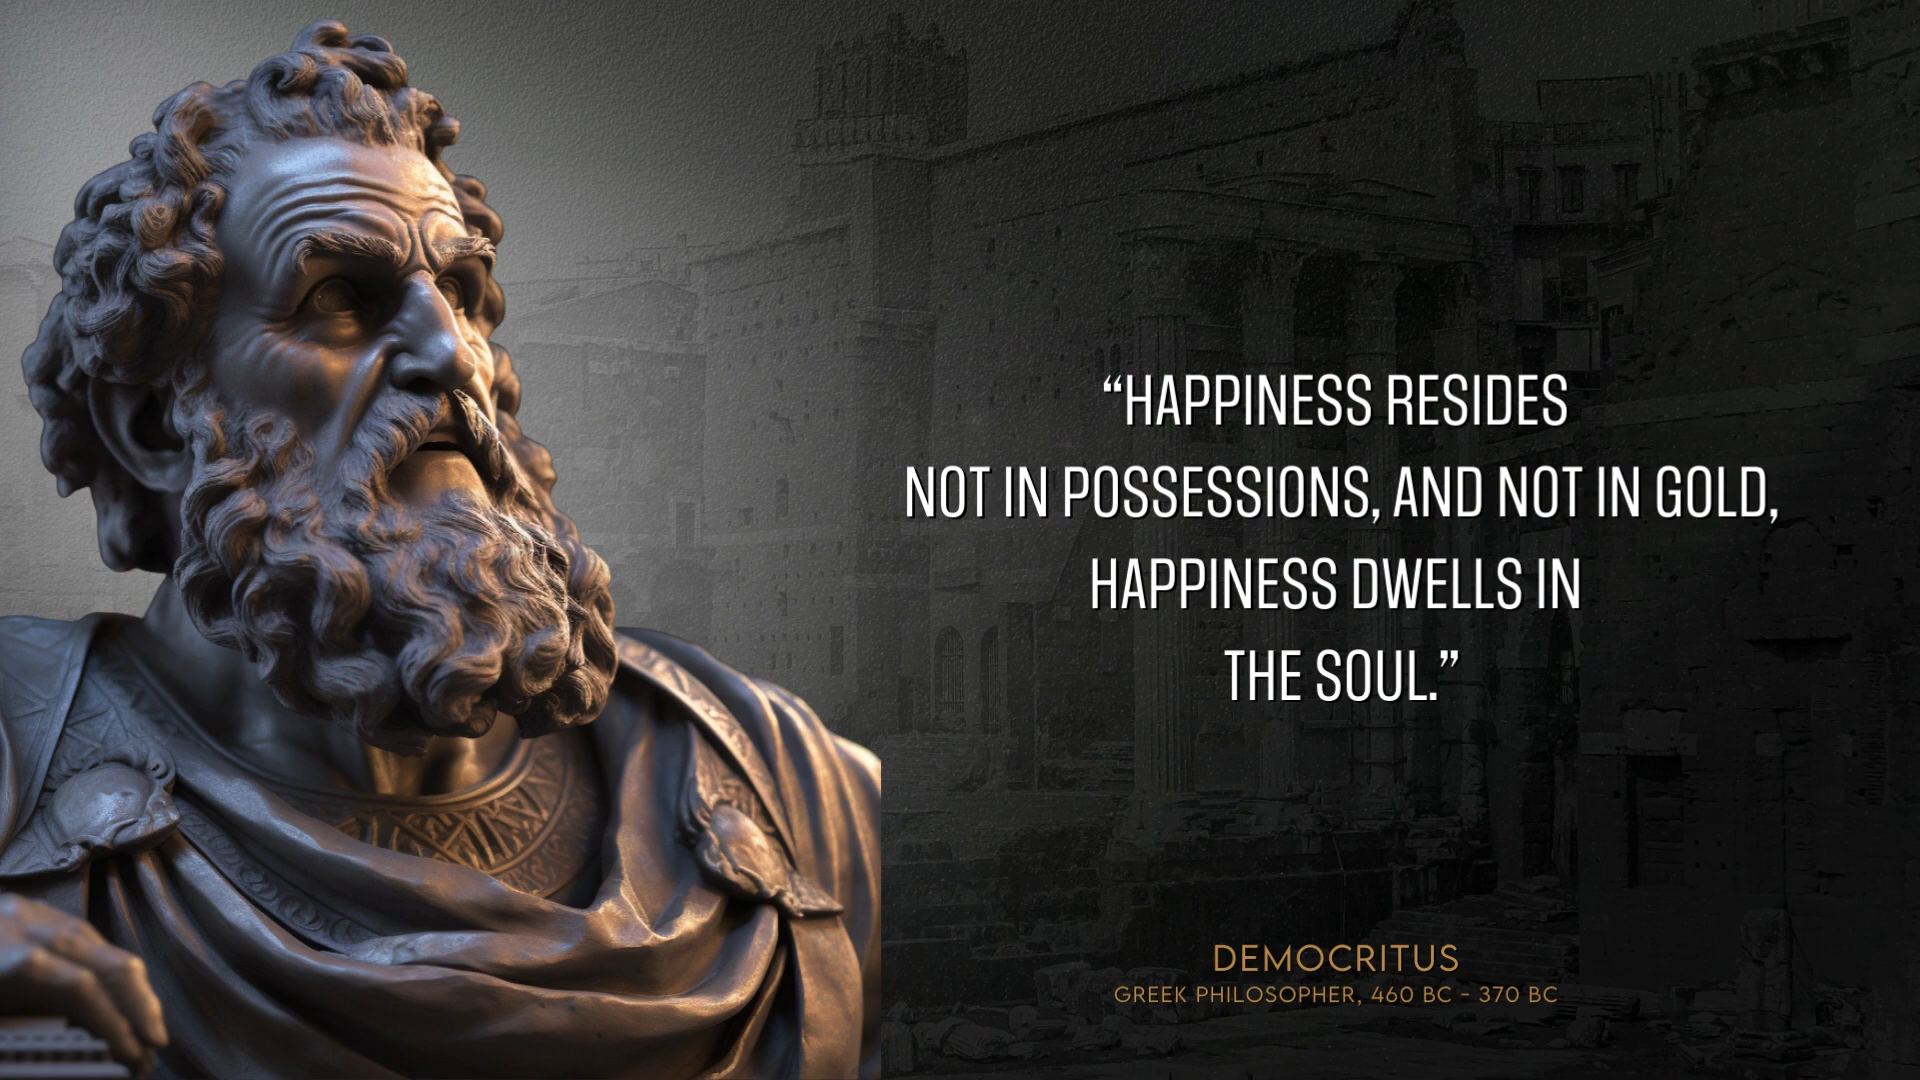 “HAPPINESS RESIDES
NOT IN POSSESSIONS, AND NOT IN GOLD,
HAPPINESS DWELLS IN
THE SOUL.”
DEMOCRITUS
GREEK PHILOSOPHER, 460 BC - 370 BC